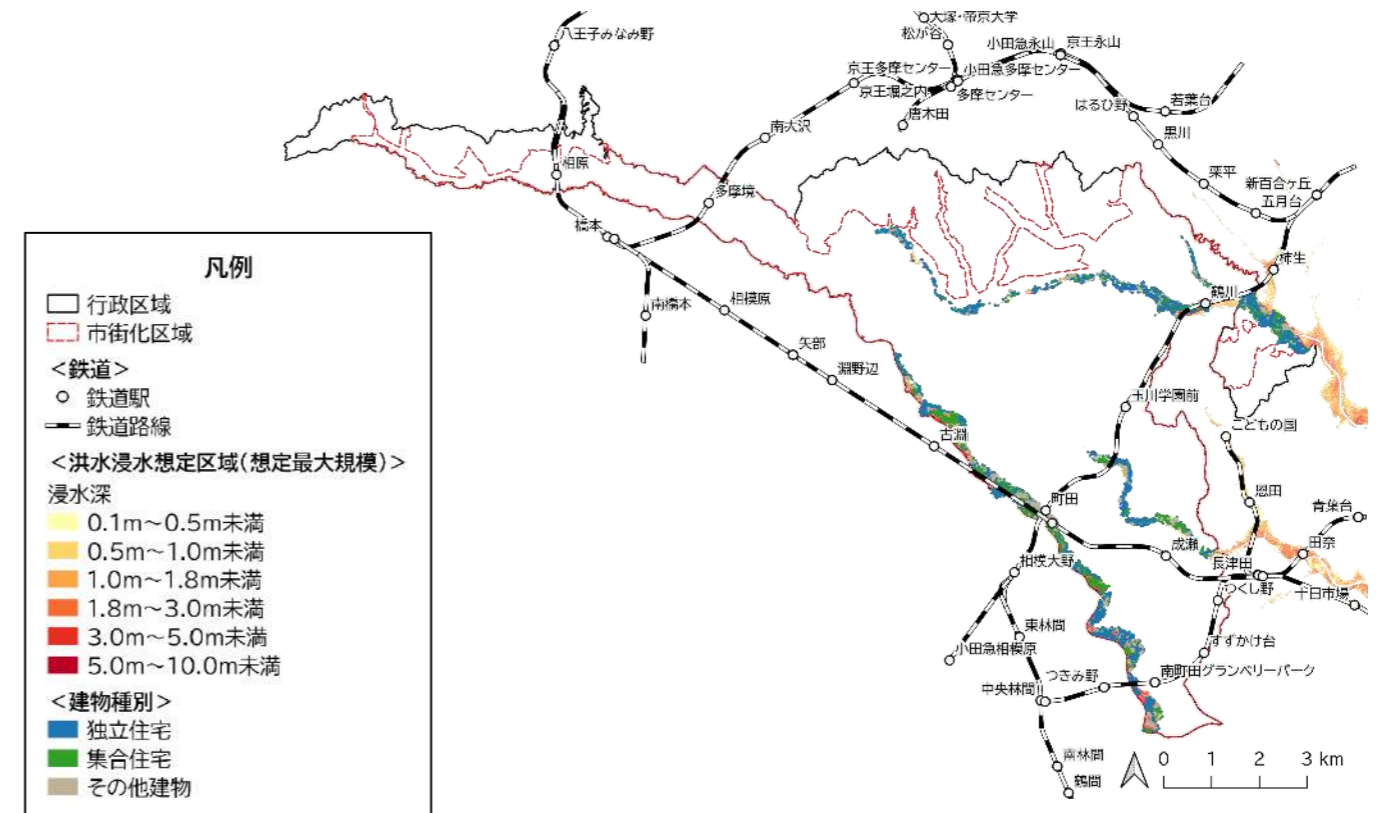 凡例
行政区域
市街化区域
<鉄道>
鉄道駅
鉄道路線
<洪水浸水想定区域(想定最大規模)>
浸水深
0.1m~0.5m未満
0.5m~1.0m未満
1.0m~1.8m未満
1.8m~3.0m未満
3.0m~5.0m未満
5.0m~10.0m未満
<建物種別>
独立住宅
集合住宅
その他建物
大塚・帝京大学
松が谷
八王子みなみ野
小田急永山
京王永山
京王多摩センター
小田急多摩センター
京王堀之内
多摩センター
若葉台
はるひ野
唐木田
黒川
南大沢
相原
栗平
新百合ヶ丘
五月台
多摩境
橋本
柿生
南橋本
相模原
鶴川
矢部
淵野辺
玉川学園前
こどもの国
古淵
恩田
町田
青葉台
成瀬
田奈
長津田
相模大野
つくし野
十日市場
東林間
すずかけ台
小田急相模原
つきみ野
南町田グランベリーパーク
中央林間
南林間
鶴間
0 1 2 3 km